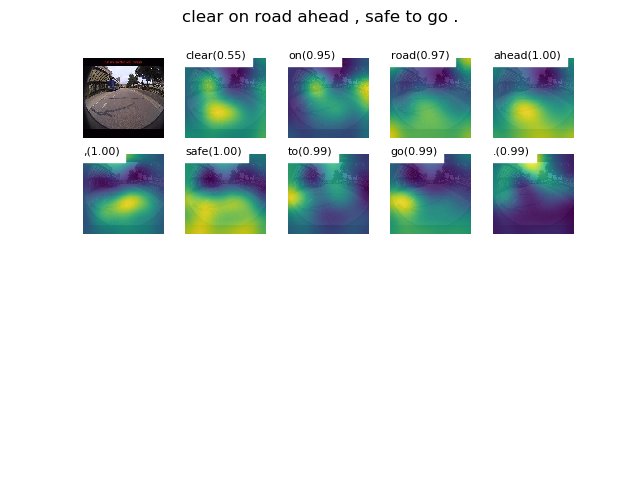 clear on road ahead , safe to go .
clear(0.55) on(0.95) road(0.97) ahead(1.00)
,(1.00) safe(1.00) to(0.99) go(0.99) .(0.99)